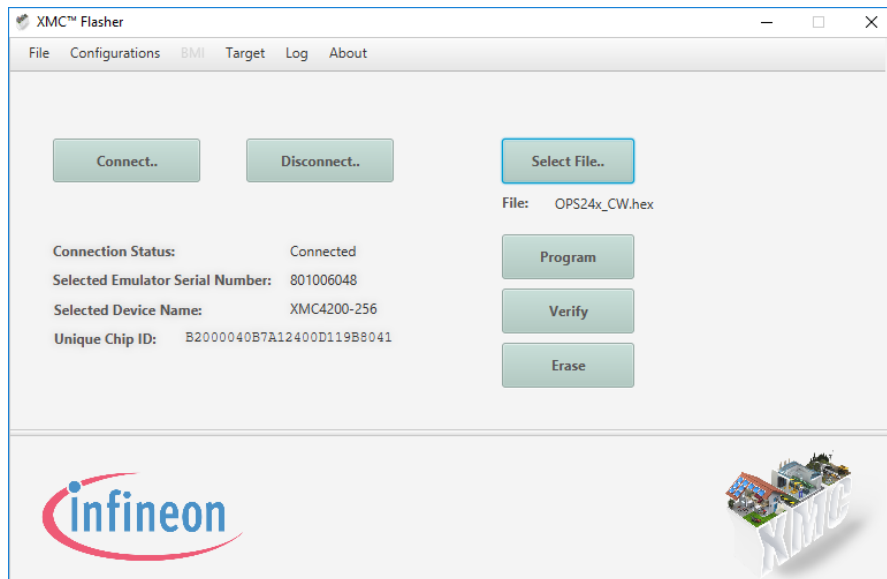 XMC™ Flasher
File Configurations BMI Target Log About
Connect.. Disconnect.. Select File..
File: OPS24x_CW.hex
Connection Status: Connected
Selected Emulator Serial Number: 801006048
Selected Device Name: XMC4200-256
Unique Chip ID: B2000040B7A12400D119B8041
Program
Verify
Erase
infineon
XMC